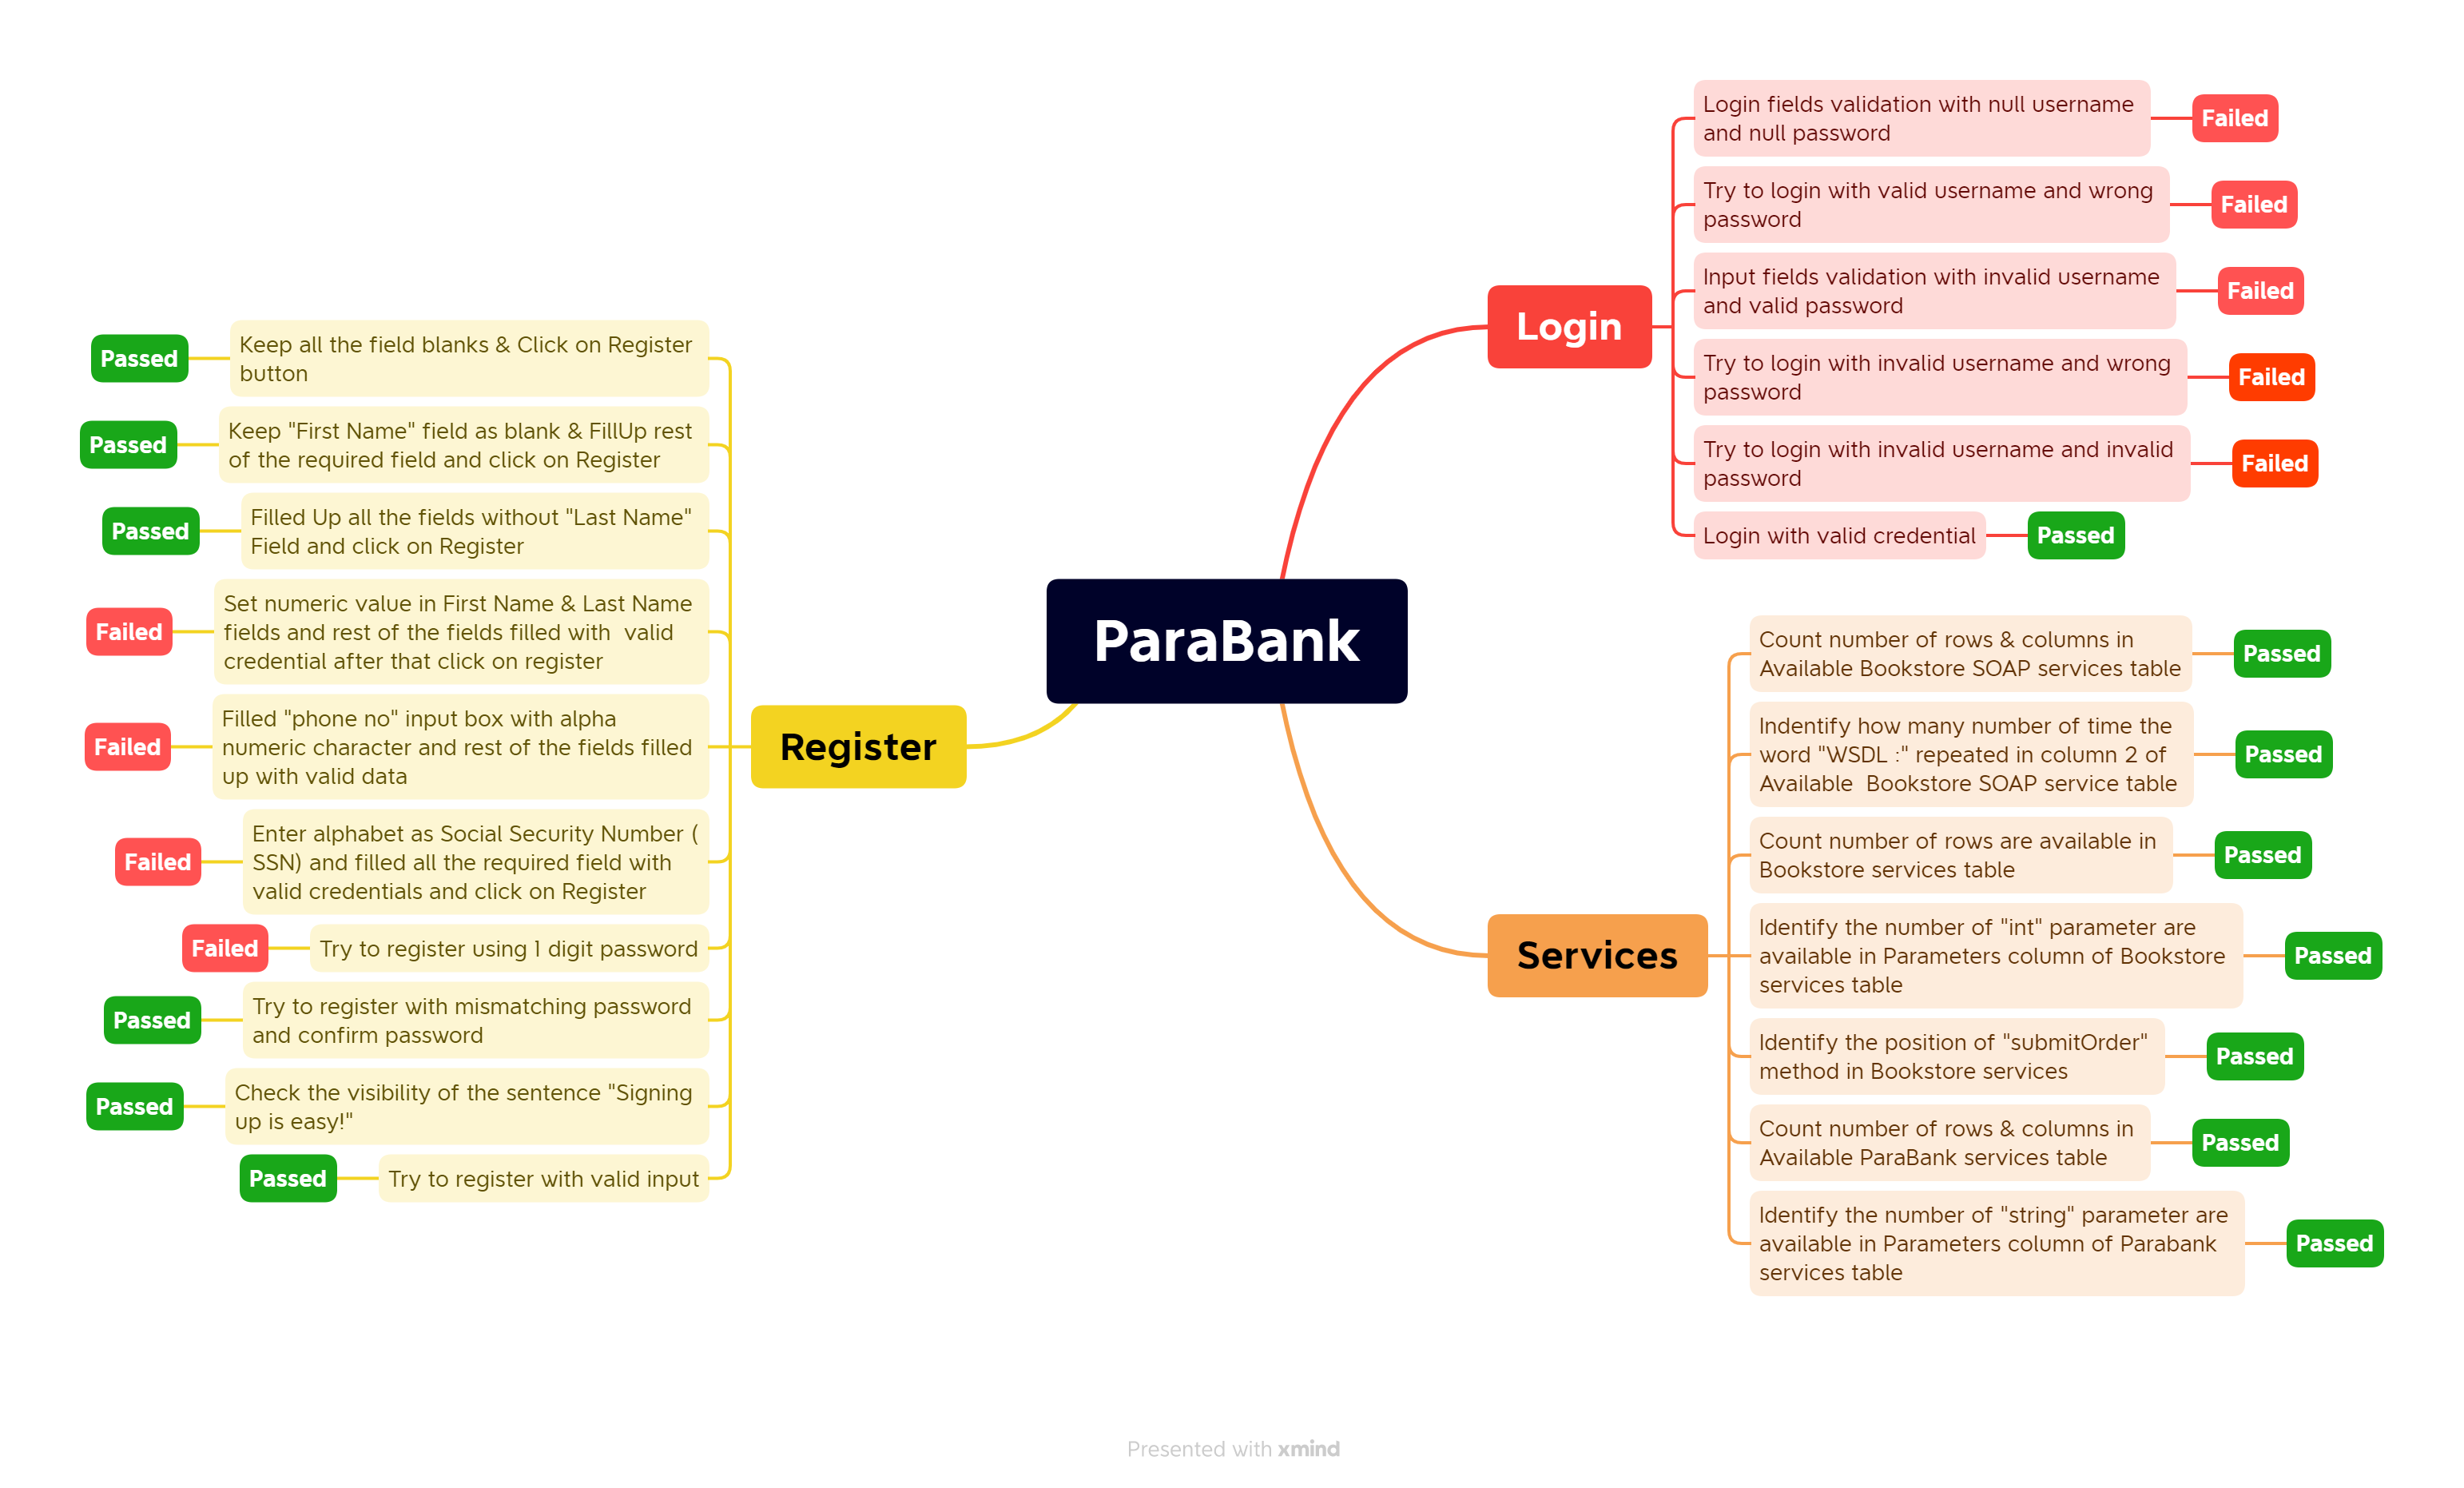 ParaBank
Login
Login fields validation with null username
and null password
Failed
Try to login with valid username and wrong
password
Failed
Input fields validation with invalid username
and valid password
Failed
Try to login with invalid username and wrong
password
Failed
Try to login with invalid username and invalid
password
Failed
Login with valid credential
Passed
Services
Count number of rows & columns in
Available Bookstore SOAP services table
Passed
Indentify how many number of time the
word "WSDL :" repeated in column 2 of
Available  Bookstore SOAP service table
Passed
Count number of rows are available in
Bookstore services table
Passed
Identify the number of "int" parameter are
available in Parameters column of Bookstore
services table
Passed
Identify the position of "submitOrder"
method in Bookstore services
Passed
Count number of rows & columns in
Available ParaBank services table
Passed
Identify the number of "string" parameter are
available in Parameters column of Parabank
services table
Passed
Register
Keep all the field blanks & Click on Register
button
Passed
Keep "First Name" field as blank & FillUp rest
of the required field and click on Register
Passed
Filled Up all the fields without "Last Name"
Field and click on Register
Passed
Set numeric value in First Name & Last Name
fields and rest of the fields filled with  valid
credential after that click on register
Failed
Filled "phone no" input box with alpha
numeric character and rest of the fields filled
up with valid data
Failed
Enter alphabet as Social Security Number (
SSN) and filled all the required field with
valid credentials and click on Register
Failed
Try to register using 1 digit password
Failed
Try to register with mismatching password
and confirm password
Passed
Check the visibility of the sentence "Signing
up is easy!"
Passed
Try to register with valid input
Passed
Presented with xmind